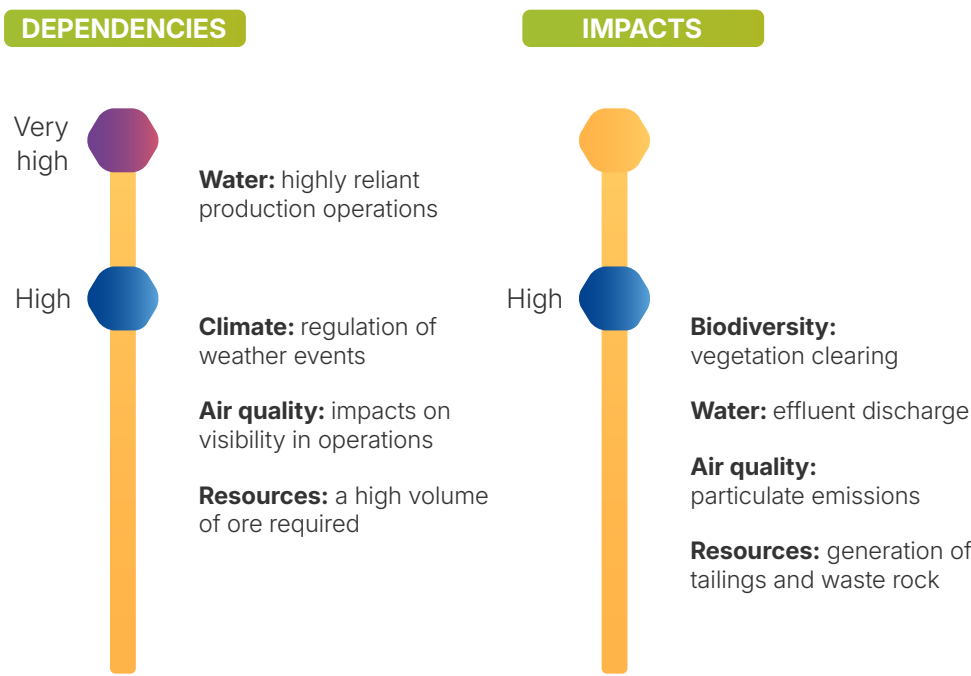 DEPENDENCIES
Very
high
Water: highly reliant
production operations
High
Climate: regulation of
weather events
Air quality: impacts on
visibility in operations
Resources: a high volume
of ore required
IMPACTS
High
Biodiversity:
vegetation clearing
Water: effluent discharge
Air quality:
particulate emissions
Resources: generation of
tailings and waste rock